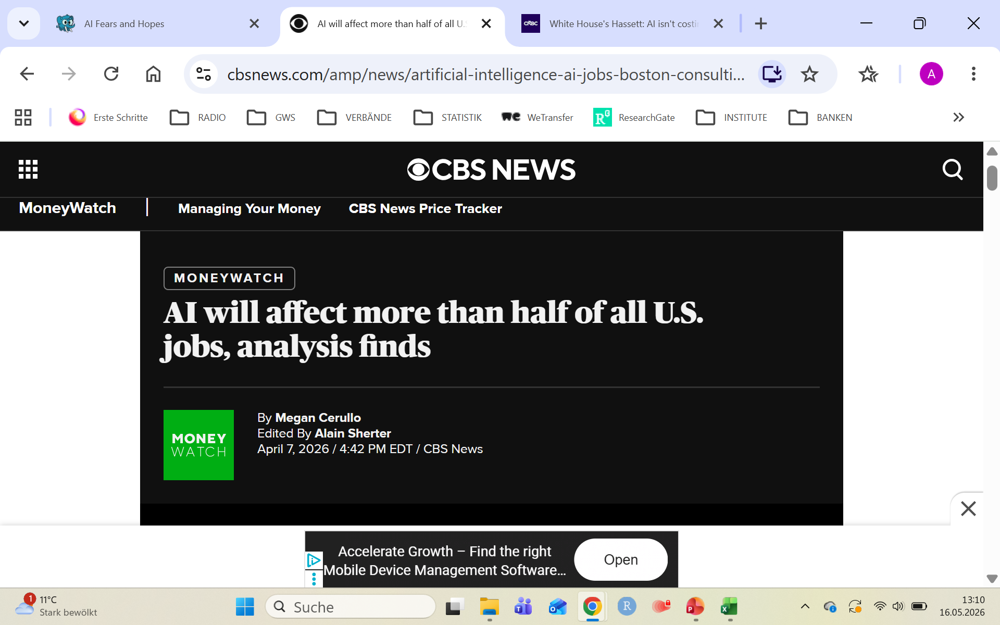 AI Fears and Hopes
AI will affect more than half of all U.S
CNBC
White House's Hassett: AI isn't costi
cbsnews.com/amp/news/artificial-intelligence-ai-jobs-boston-consulti...
A
Erste Schritte
RADIO
GWS
VERBÄNDE
STATISTIK
we
WeTransfer
RG
ResearchGate
INSTITUTE
BANKEN
CBS NEWS
MoneyWatch
Managing Your Money
CBS News Price Tracker
MONEYWATCH
AI will affect more than half of all U.S.
jobs, analysis finds
MONEY
WATCH
By Megan Cerullo
Edited By Alain Sherter
April 7, 2026 / 4:42 PM EDT / CBS News
Accelerate Growth – Find the right
Mobile Device Management Software...
Open
1
11°C
Stark bewölkt
Suche
T
O
R
P
X
13:10
16.05.2026